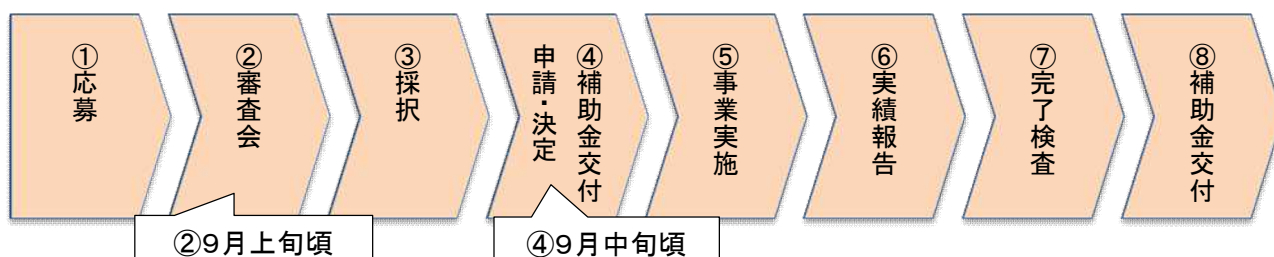 ①応募
②審査会
③採択
④補助金交付
申請・決定
⑤事業実施
⑥実績報告
⑦完了検査
⑧補助金交付
②9月上旬頃
④9月中旬頃